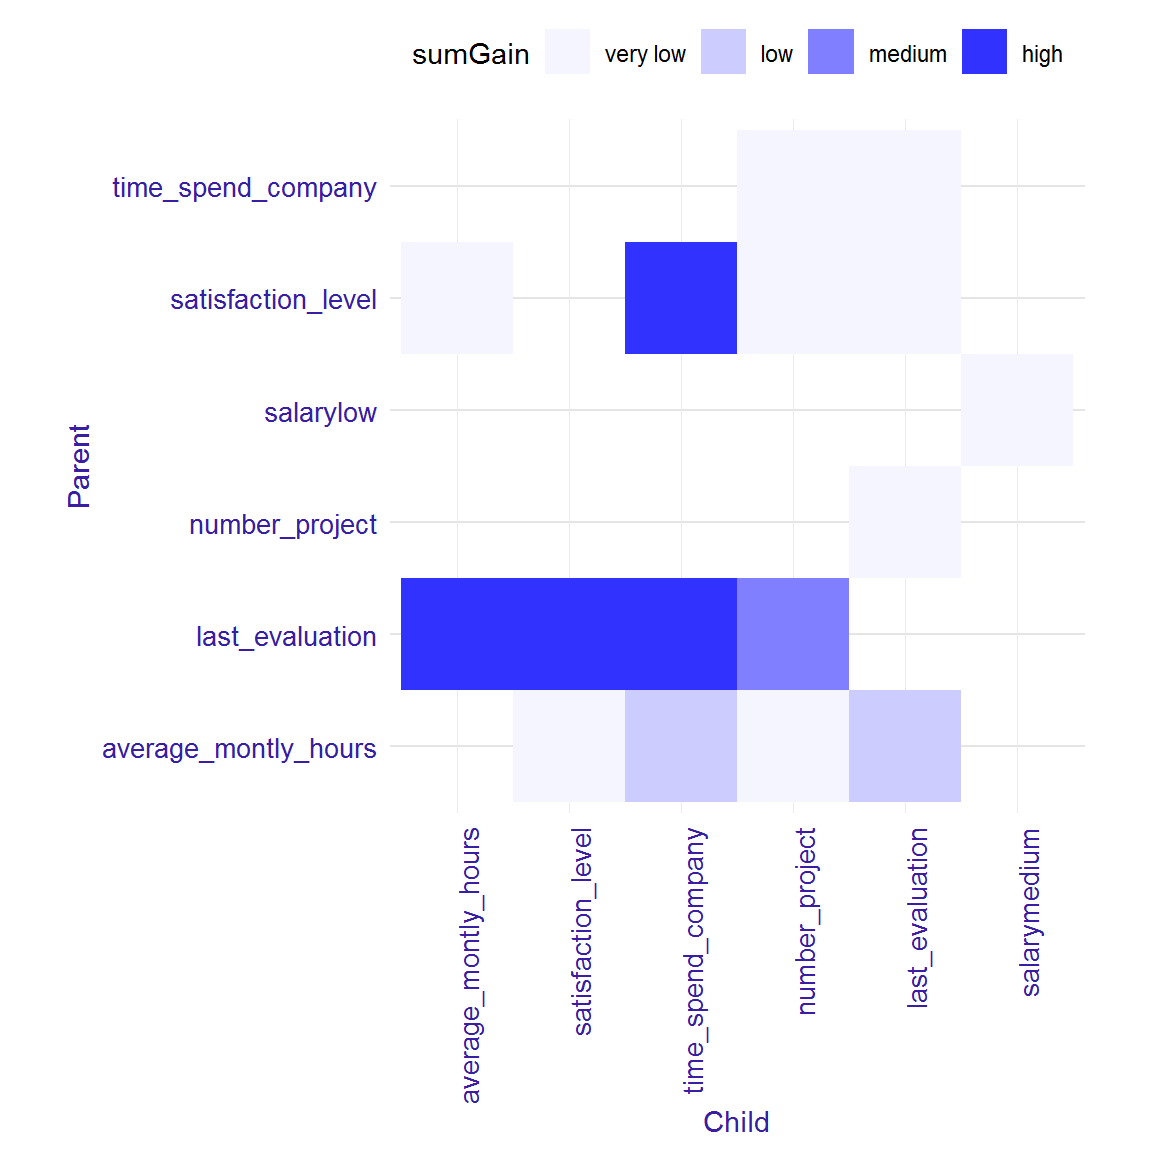 sumGain very low low medium high
time_spend_company
satisfaction_level
salarylow
number_project
last_evaluation
average_montly_hours
Parent
average_montly_hours
satisfaction_level
time_spend_company
number_project
last_evaluation
salarymedium
Child